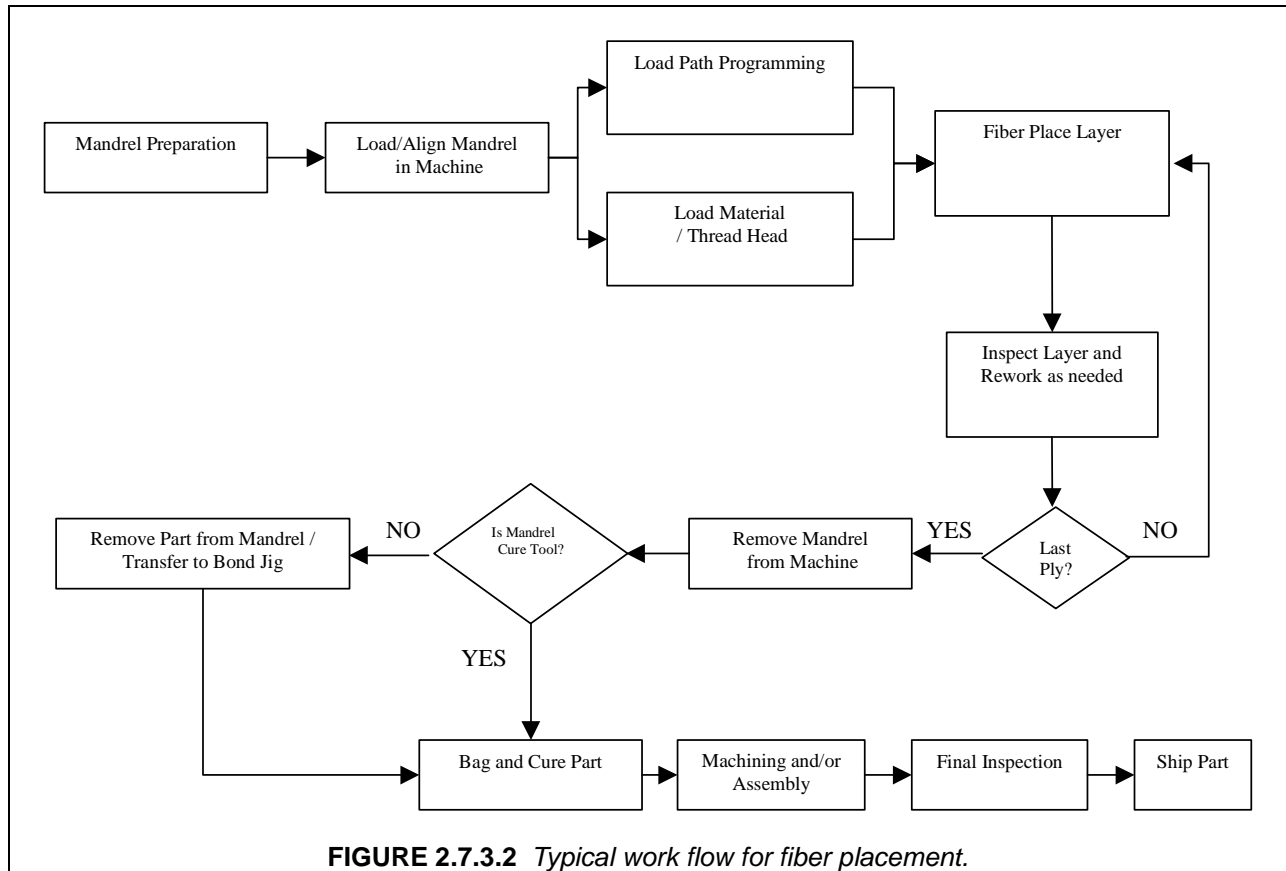 Mandrel Preparation
Load/Align Mandrel
in Machine
Load Path Programming
Load Material
/ Thread Head
Fiber Place Layer
Inspect Layer and
Rework as needed
Last
Ply?
NO
YES
Remove Mandrel
from Machine
Is Mandrel
Cure Tool?
NO
Remove Part from Mandrel /
Transfer to Bond Jig
YES
Bag and Cure Part
Machining and/or
Assembly
Final Inspection
Ship Part
FIGURE 2.7.3.2 Typical work flow for fiber placement.